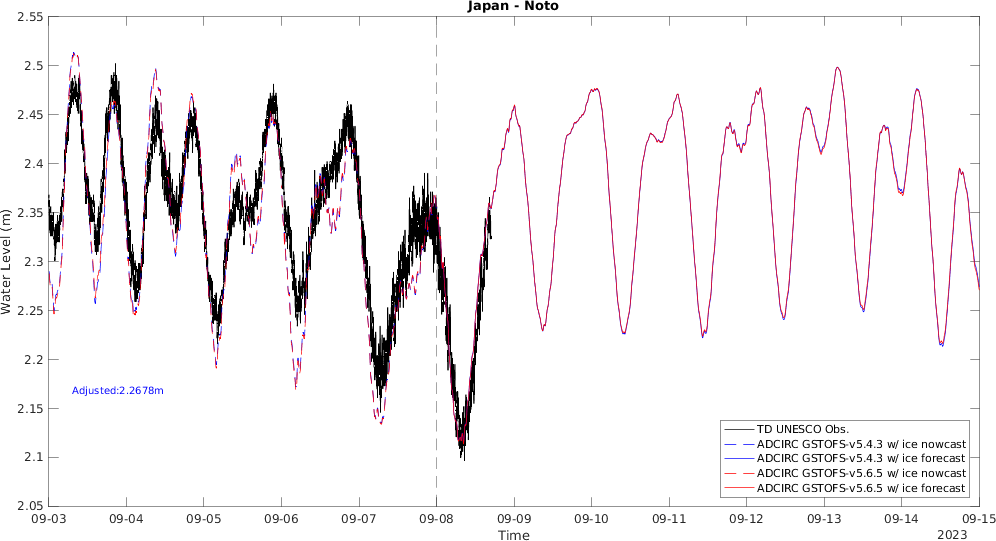 Japan - Noto
2.55
2.5
2.45
2.4
2.35
2.3
2.25
2.2
2.15
2.1
2.05
Water Level (m)
Adjusted:2.2678m
TD UNESCO Obs.
ADCIRC GSTOFS-v5.4.3 w/ ice nowcast
ADCIRC GSTOFS-v5.4.3 w/ ice forecast
ADCIRC GSTOFS-v5.6.5 w/ ice nowcast
ADCIRC GSTOFS-v5.6.5 w/ ice forecast
09-03 09-04 09-05 09-06 09-07 09-08 09-09 09-10 09-11 09-12 09-13 09-14 09-15
Time
2023